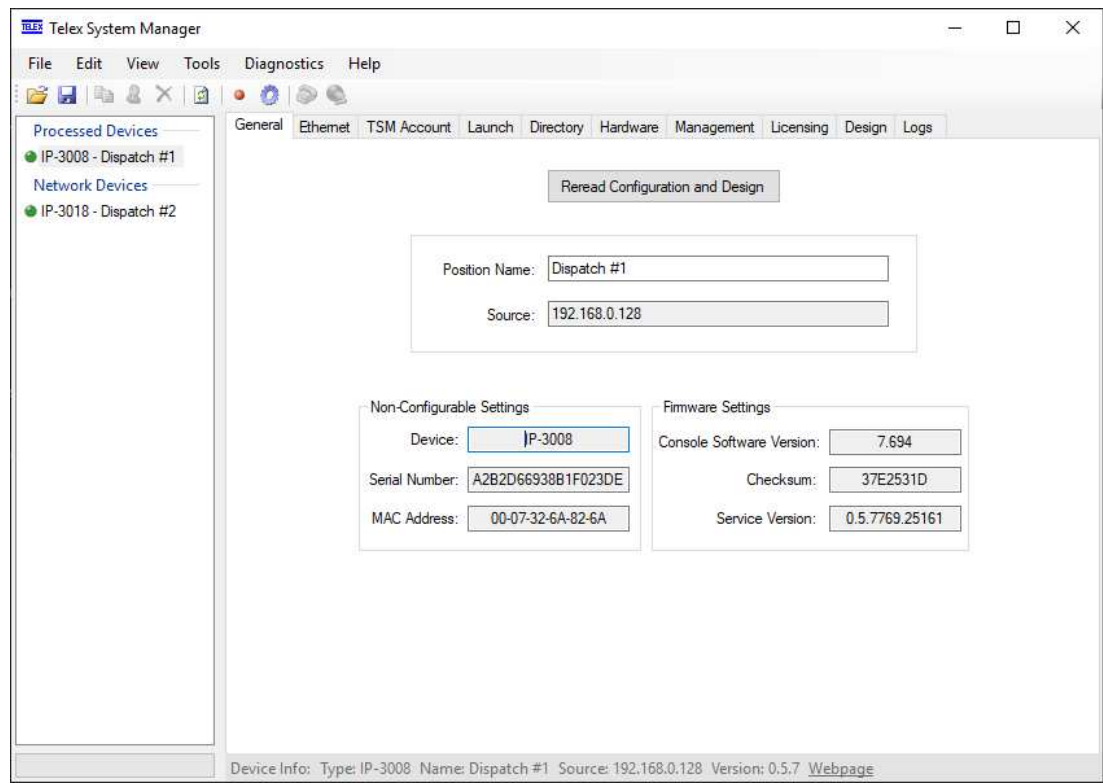 TELEX Telex System Manager
File Edit View Tools Diagnostics Help
Processed Devices
IP-3008 - Dispatch #1
Network Devices
IP-3018 - Dispatch #2
General Ethernet TSM Account Launch Directory Hardware Management Licensing Design Logs
Reread Configuration and Design
Position Name: Dispatch #1
Source: 192.168.0.128
Non-Configurable Settings
Device: IP-3008
Serial Number: A2B2D66938B1F023DE
MAC Address: 00-07-32-6A-82-6A
Firmware Settings
Console Software Version: 7.694
Checksum: 37E2531D
Service Version: 0.5.7769.25161
Device Info: Type: IP-3008 Name: Dispatch #1 Source: 192.168.0.128 Version: 0.5.7 Webpage